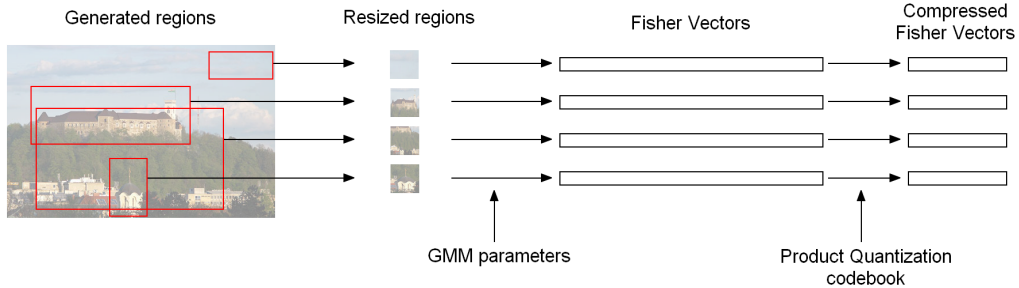 Generated regions
Resized regions
Fisher Vectors
Compressed
Fisher Vectors
GMM parameters
Product Quantization
codebook